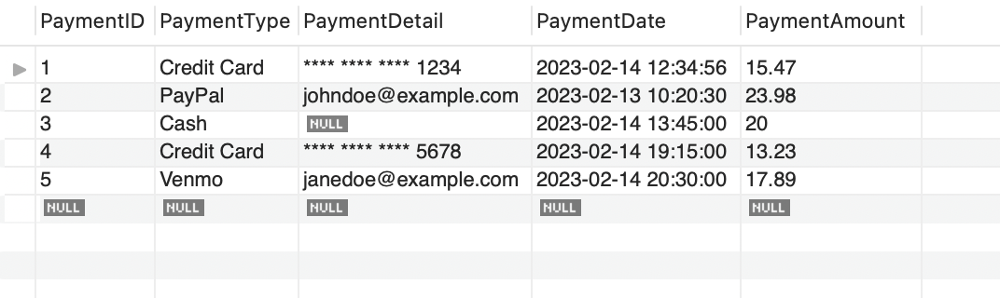 PaymentID PaymentType PaymentDetail PaymentDate PaymentAmount
1 Credit Card **** **** **** 1234 2023-02-14 12:34:56 15.47
2 PayPal johndoe@example.com 2023-02-13 10:20:30 23.98
3 Cash NULL 2023-02-14 13:45:00 20
4 Credit Card **** **** **** 5678 2023-02-14 19:15:00 13.23
5 Venmo janedoe@example.com 2023-02-14 20:30:00 17.89
NULL NULL NULL NULL NULL